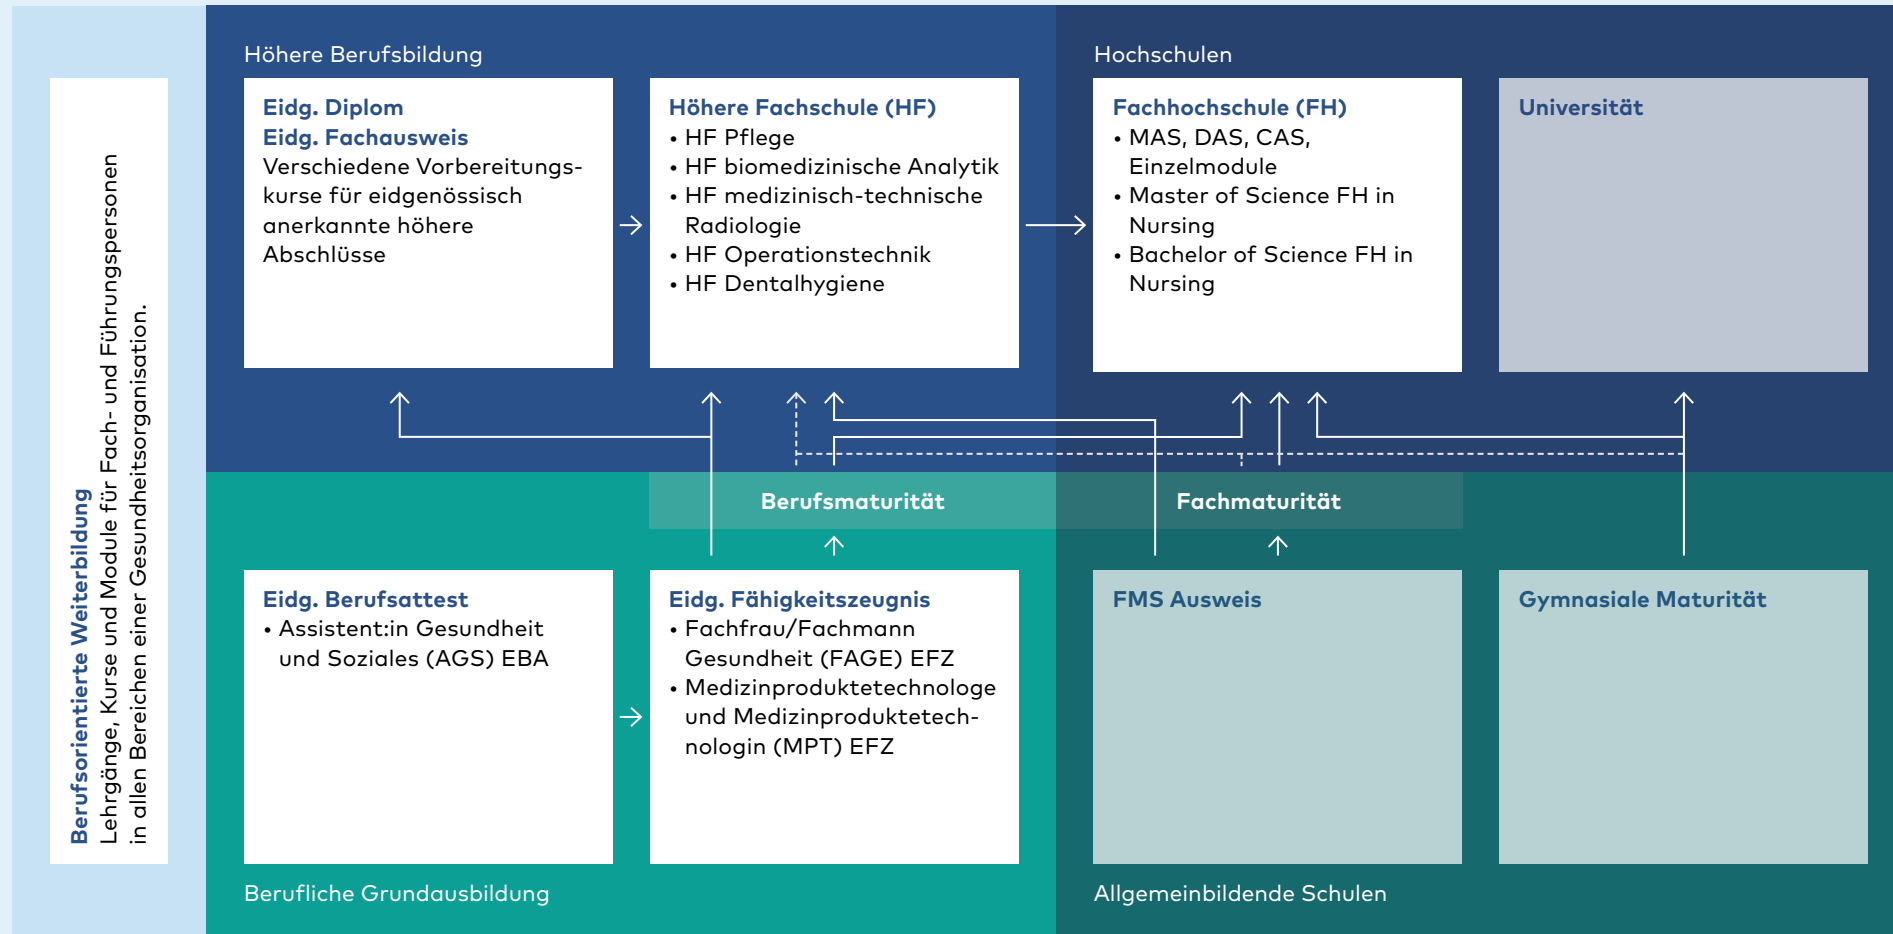 Berufsorientierte Weiterbildung
Lehrgänge, Kurse und Module für Fach- und Führungspersonen
in allen Bereichen einer Gesundheitsorganisation.
Höhere Berufsbildung
Eidg. Diplom
Eidg. Fachausweis
Verschiedene Vorbereitungs-
kurse für eidgenössisch
anerkannte höhere
Abschlüsse
Höhere Fachschule (HF)
• HF Pflege
• HF biomedizinische Analytik
• HF medizinisch-technische
Radiologie
• HF Operationstechnik
• HF Dentalhygiene
Hochschulen
Fachhochschule (FH)
• MAS, DAS, CAS,
Einzelmodule
• Master of Science FH in
Nursing
• Bachelor of Science FH in
Nursing
Universität
Berufsmaturität
Fachmaturität
Eidg. Berufsattest
• Assistent:in Gesundheit
und Soziales (AGS) EBA
Eidg. Fähigkeitszeugnis
• Fachfrau/Fachmann
Gesundheit (FAGE) EFZ
• Medizinproduktetechnologe
und Medizinproduktetech-
nologin (MPT) EFZ
FMS Ausweis
Gymnasiale Maturität
Berufliche Grundausbildung
Allgemeinbildende Schulen